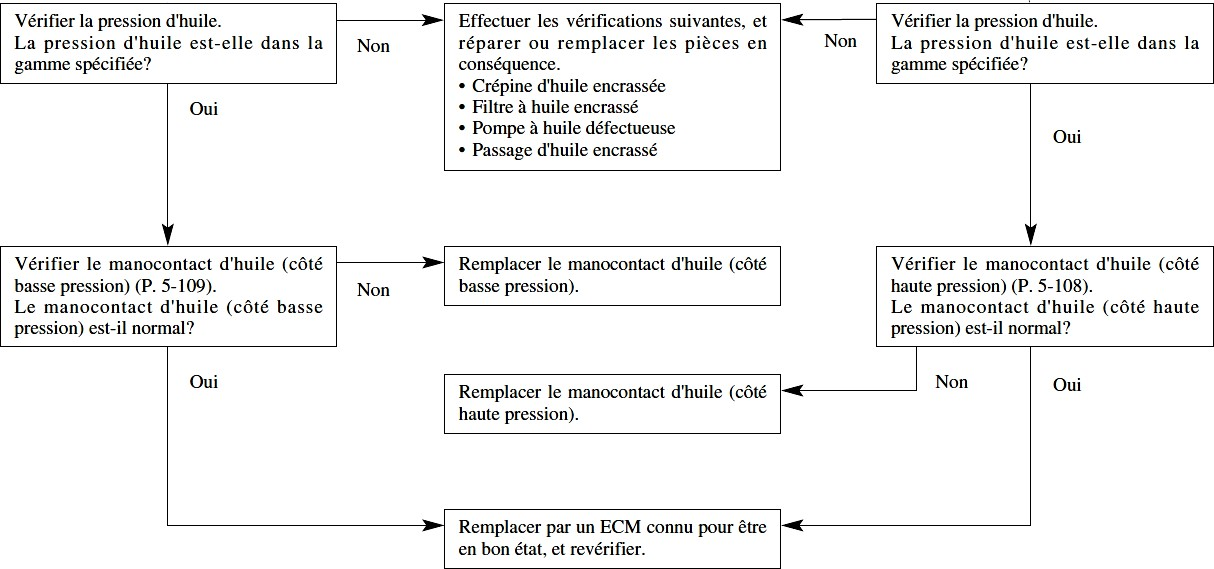 Vérifier la pression d'huile.
La pression d'huile est-elle dans la
gamme spécifiée?
Non
Effectuer les vérifications suivantes, et
réparer ou remplacer les pièces en
conséquence.
• Crépine d'huile encrassée
• Filtre à huile encrassé
• Pompe à huile défectueuse
• Passage d'huile encrassé
Non
Vérifier la pression d'huile.
La pression d'huile est-elle dans la
gamme spécifiée?
Oui
Oui
Vérifier le manocontact d'huile (côté
basse pression) (P. 5-109).
Le manocontact d'huile (côté basse
pression) est-il normal?
Non
Remplacer le manocontact d'huile (côté
basse pression).
Vérifier le manocontact d'huile (côté
haute pression) (P. 5-108).
Le manocontact d'huile (côté haute
pression) est-il normal?
Oui
Remplacer le manocontact d'huile (côté
haute pression).
Non
Oui
Remplacer par un ECM connu pour être
en bon état, et revérifier.